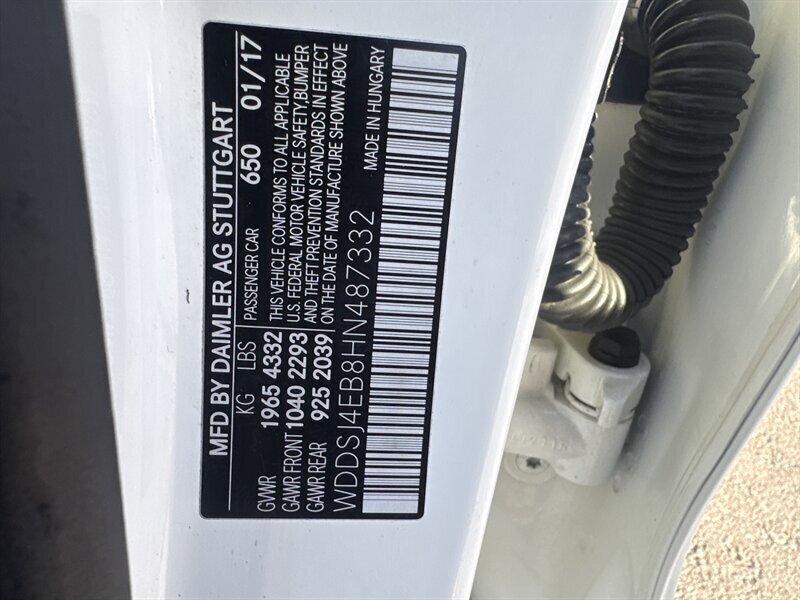 MFD BY DAIMLER AG STUTTGART
KG LBS PASSENGER CAR 650 01/17
GVWR 1965 4332 THIS VEHICLE CONFORMS TO ALL APPLICABLE
GAWR FRONT 1040 2293 U.S. FEDERAL MOTOR VEHICLE SAFETY, BUMPER
GAWR REAR 925 2039 AND THEFT PREVENTION STANDARDS IN EFFECT
ON THE DATE OF MANUFACTURE SHOWN ABOVE
WDDSJ4EB8HN487332
MADE IN HUNGARY